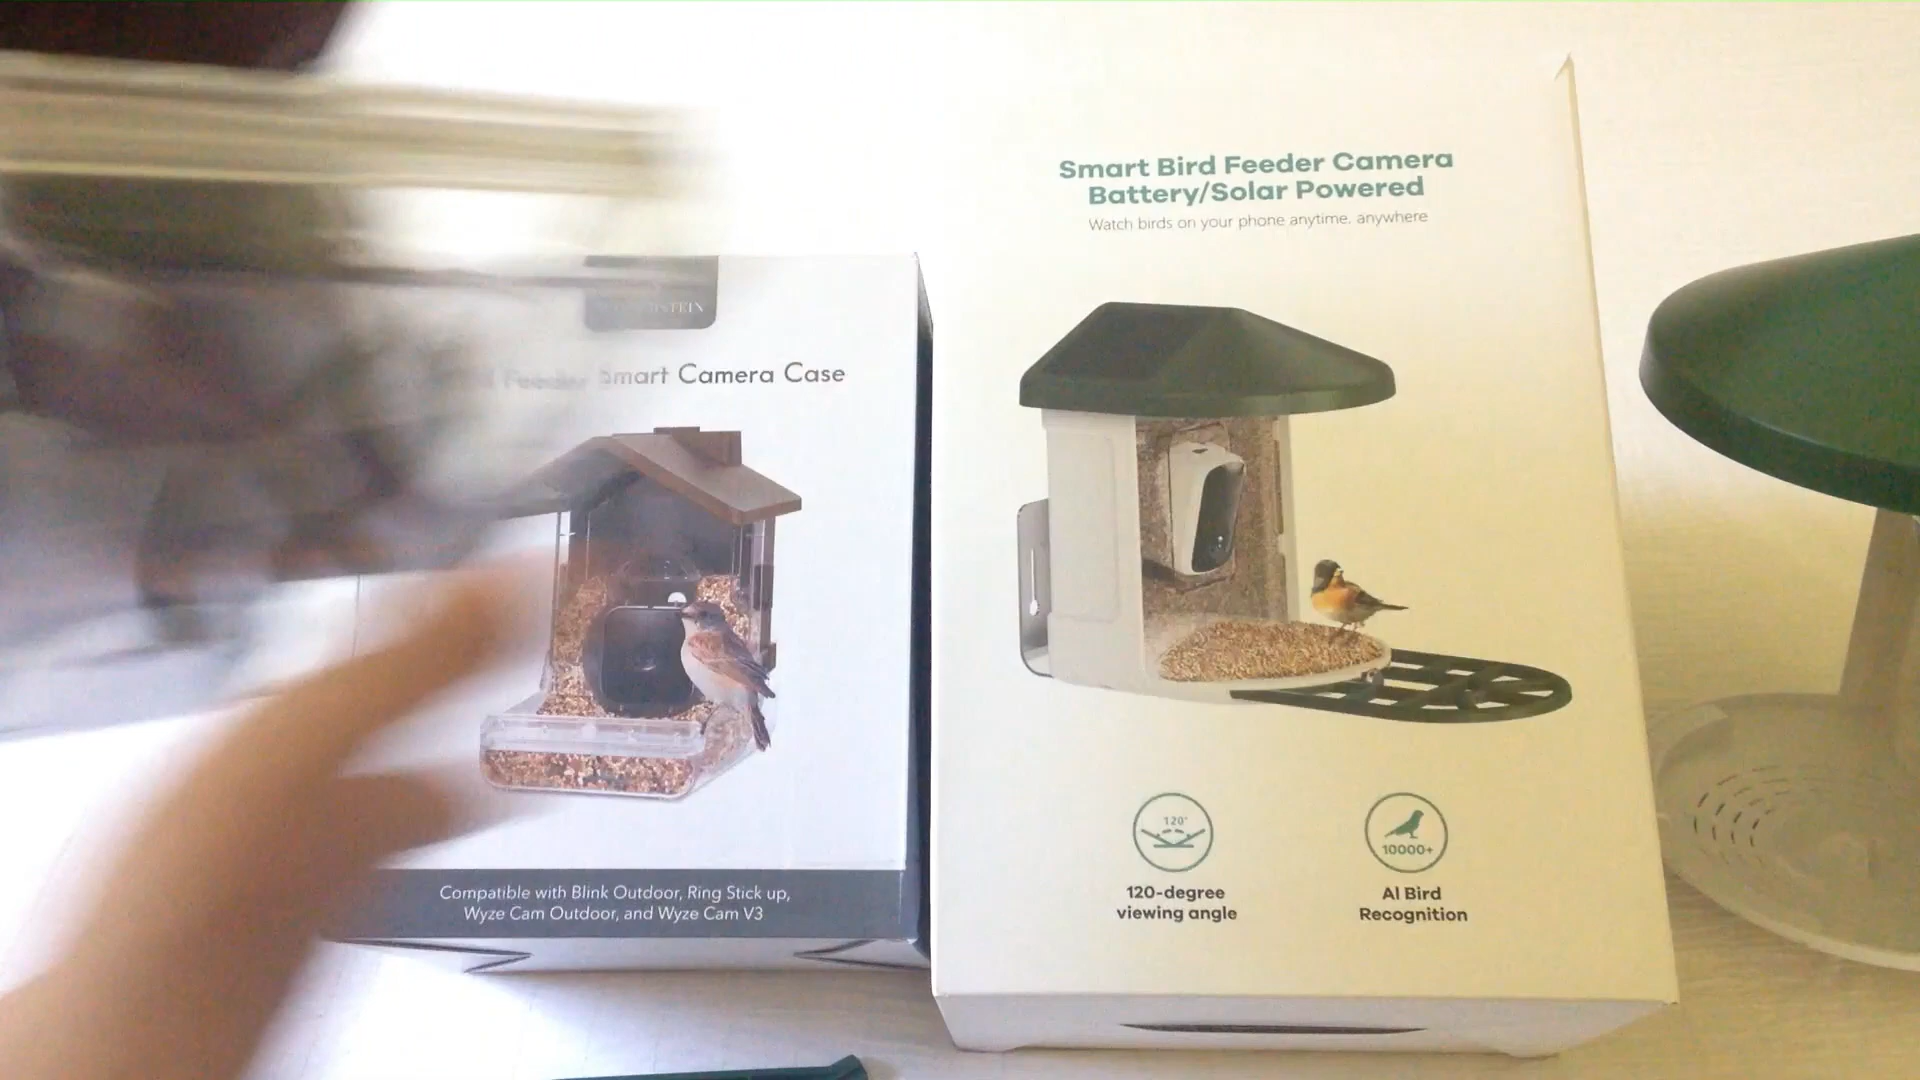 Feeder Smart Camera Case
Compatible with Blink Outdoor, Ring Stick up,
Wyze Cam Outdoor, and Wyze Cam V3
Smart Bird Feeder Camera
Battery/Solar Powered
Watch birds on your phone anytime, anywhere
120°
10000+
120-degree
viewing angle
AI Bird
Recognition